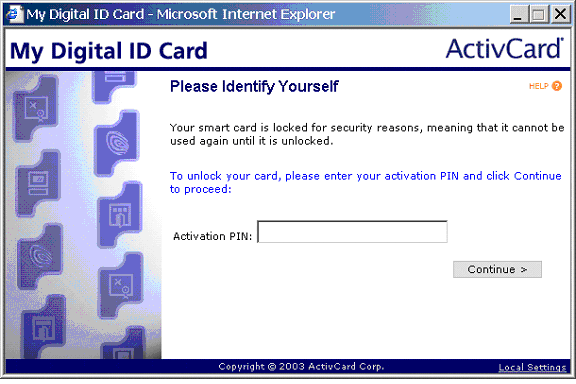 My Digital ID Card - Microsoft Internet Explorer
My Digital ID Card ActivCard
Please Identify Yourself HELP ?
Your smart card is locked for security reasons, meaning that it cannot be
used again until it is unlocked.
To unlock your card, please enter your activation PIN and click Continue
to proceed:
Activation PIN:
Continue >
Copyright © 2003 ActivCard Corp. Local Settings